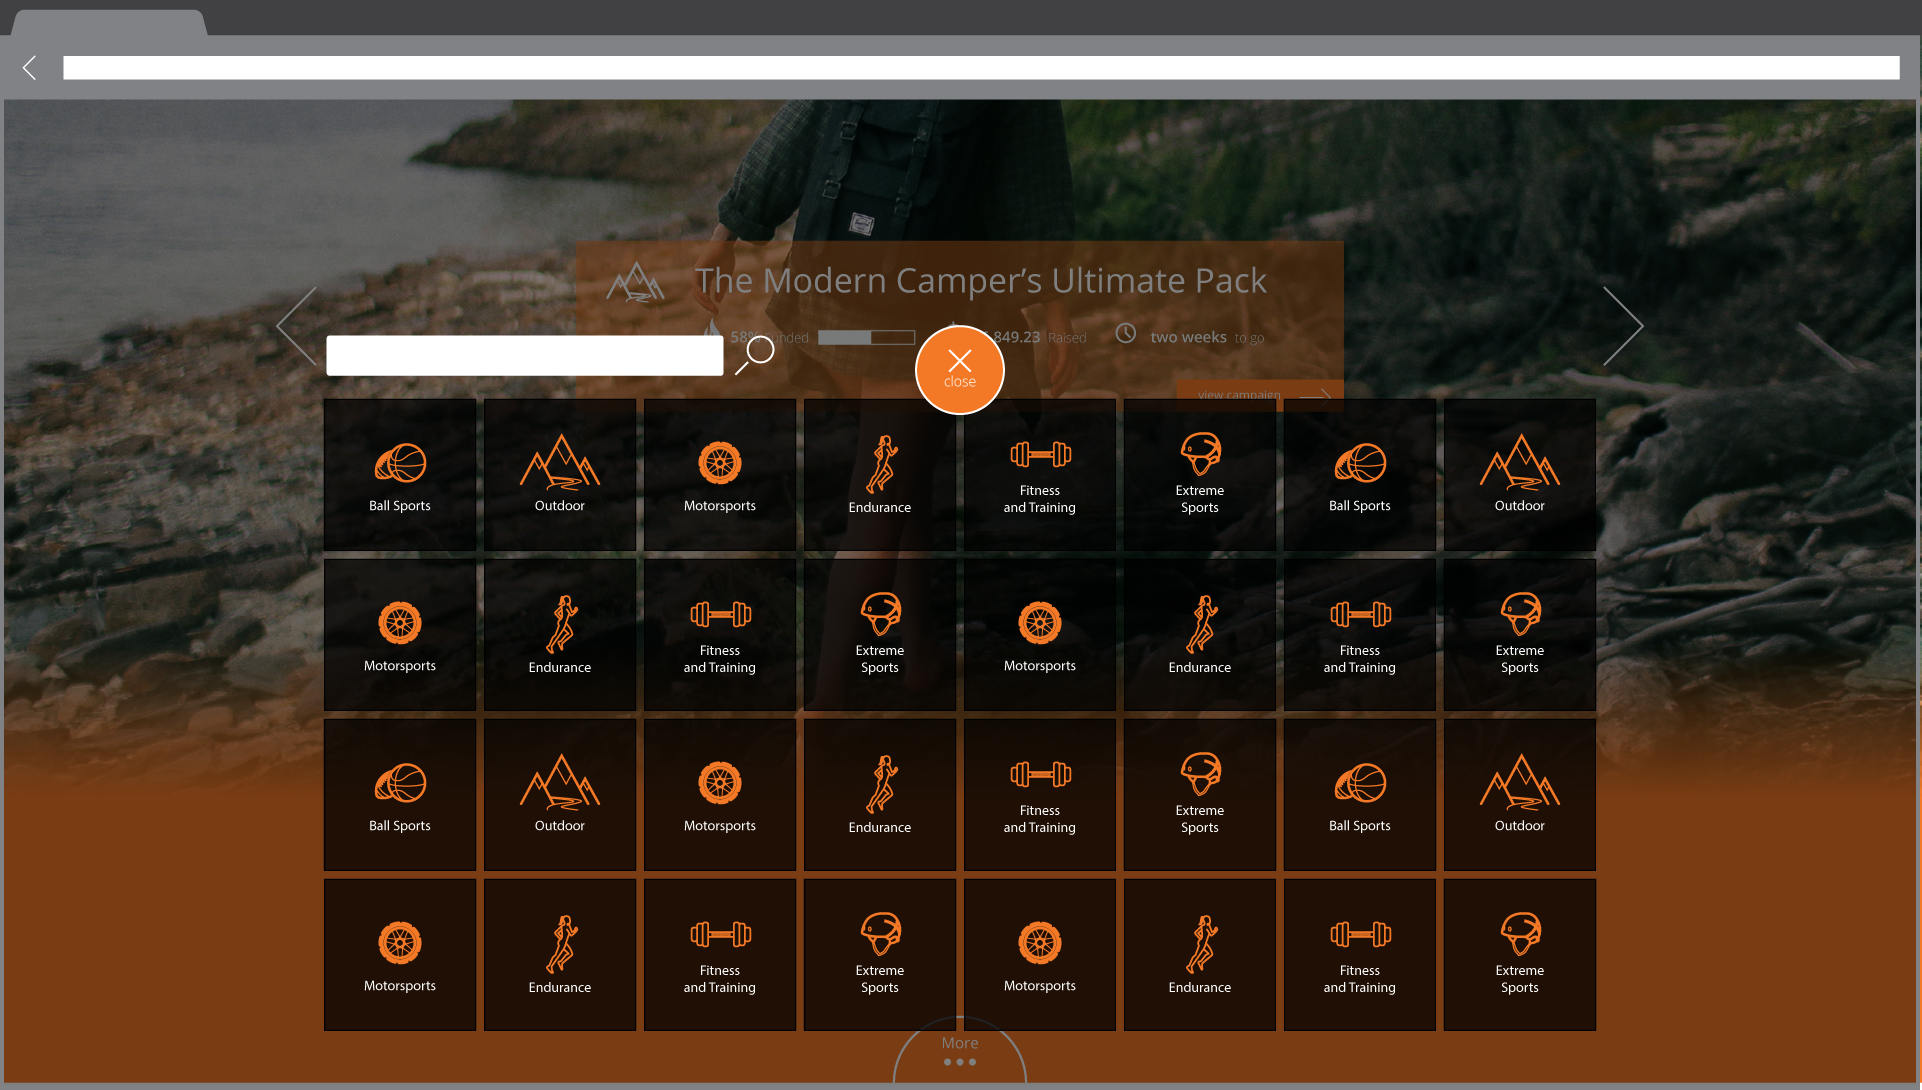 The Modern Camper's Ultimate Pack
58% unded 849.23 Raised two weeks to go
close
view campaign
Ball Sports Outdoor Motorsports Endurance Fitness and Training Extreme Sports Ball Sports Outdoor
Motorsports Endurance Fitness and Training Extreme Sports Motorsports Endurance Fitness and Training Extreme Sports
Ball Sports Outdoor Motorsports Endurance Fitness and Training Extreme Sports Ball Sports Outdoor
Motorsports Endurance Fitness and Training Extreme Sports Motorsports Endurance Fitness and Training Extreme Sports
More